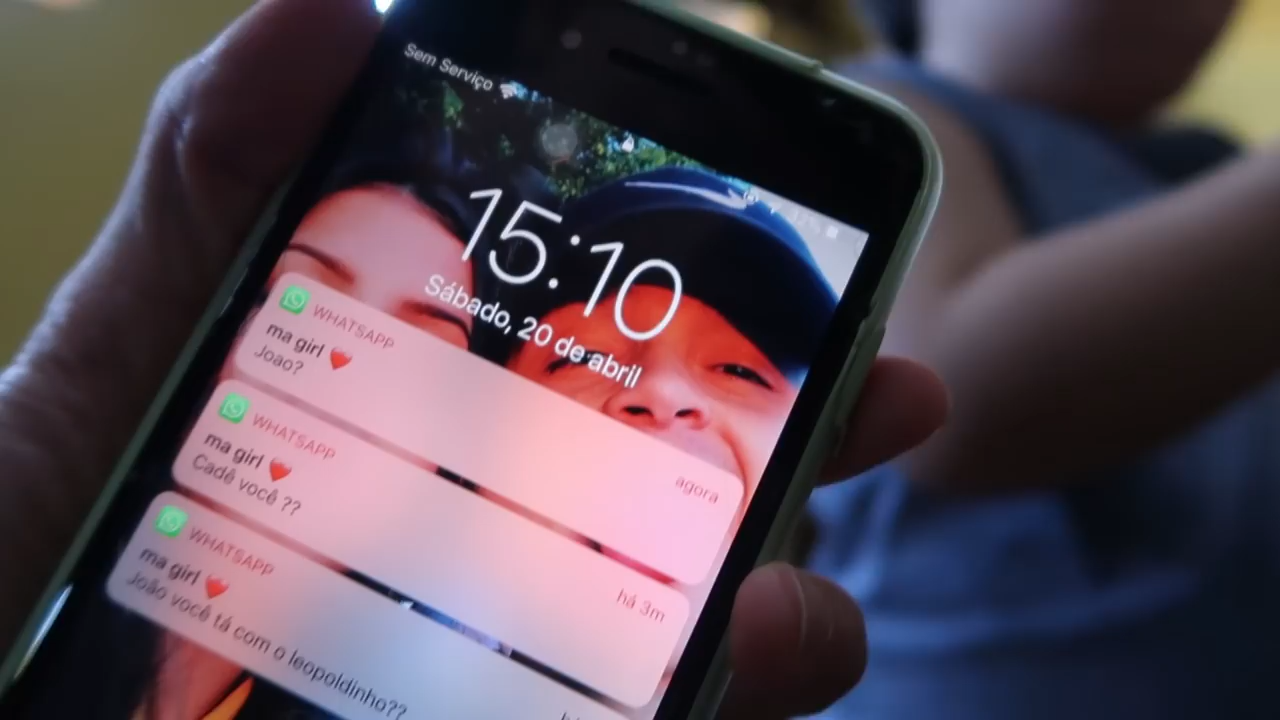 Sem Serviço
15:10
Sábado, 20 de abril
WHATSAPP
ma girl ❤️
Joao?
agora
WHATSAPP
ma girl ❤️
Cadê você ??
há 3m
WHATSAPP
ma girl ❤️
João você tá com o leopoldinho??